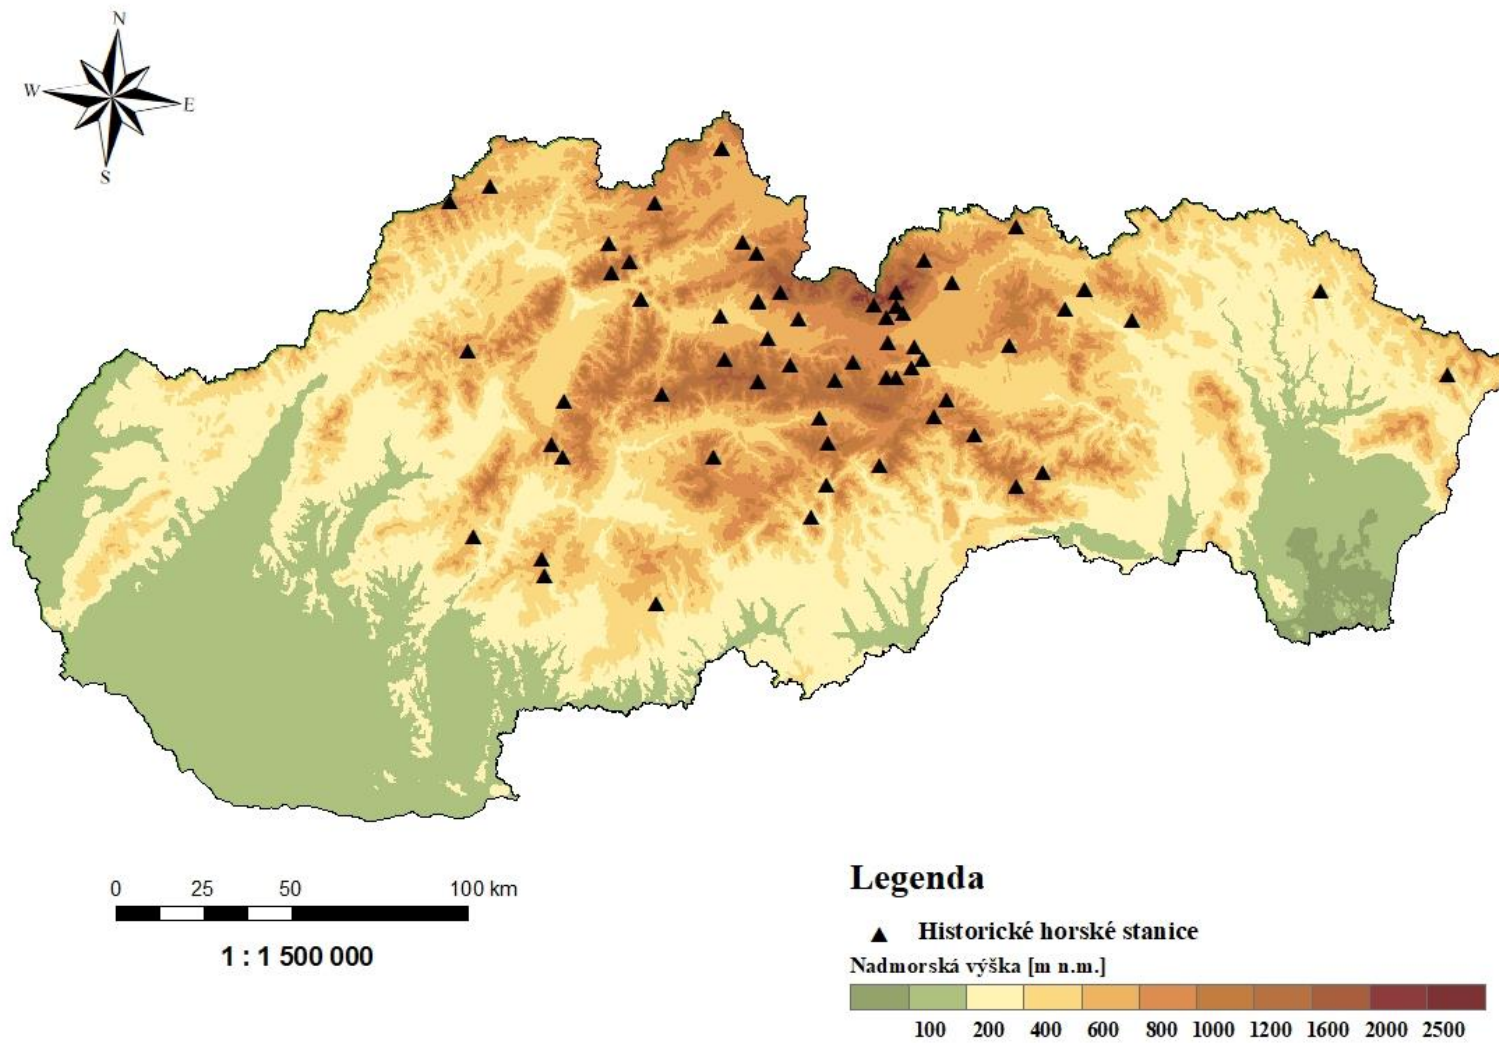 N
W
E
S
0 25 50 100 km
1 : 1 500 000
Legenda
Historické horské stanice
Nadmorská výška [m n.m.]
100 200 400 600 800 1000 1200 1600 2000 2500